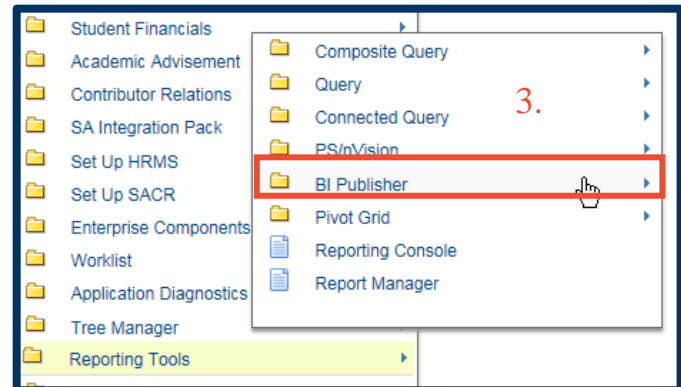 Student Financials
Academic Advisement
Contributor Relations
SA Integration Pack
Set Up HRMS
Set Up SACR
Enterprise Components
Worklist
Application Diagnostics
Tree Manager
Reporting Tools
Composite Query
Query
Connected Query
PS/nVision
BI Publisher
Pivot Grid
Reporting Console
Report Manager
3.